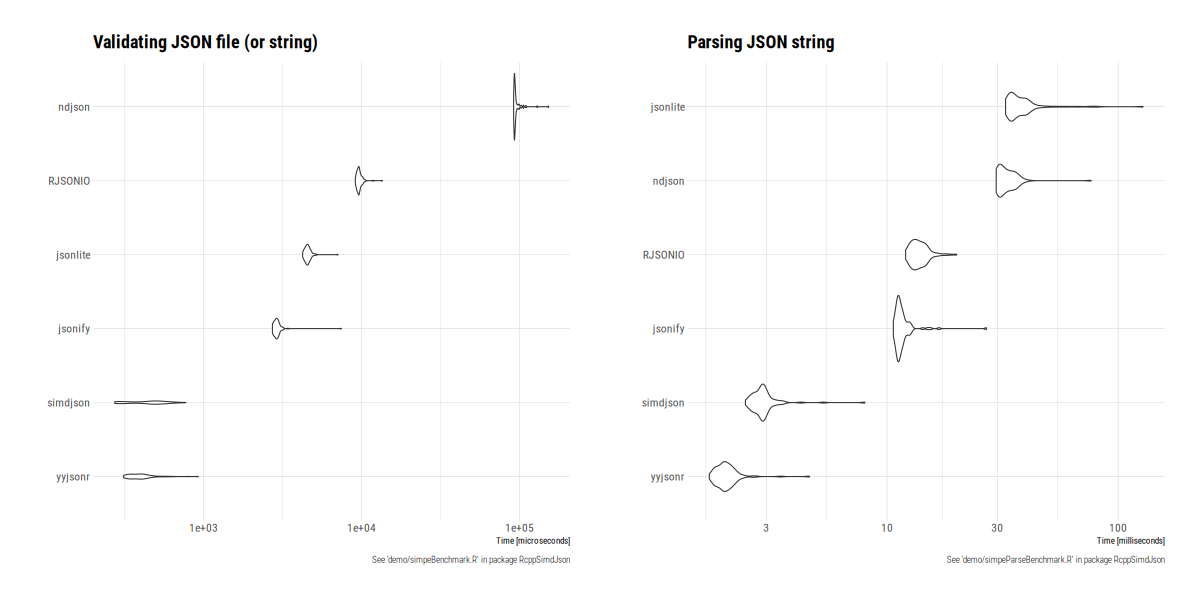 Validating JSON file (or string)
ndjson
RJSONIO
jsonlite
jsonify
simdjson
yyjsonr
1e+03 1e+04 1e+05
Time [microseconds]
See 'demo/simpeBenchmark.R' in package RcppSimdJson
Parsing JSON string
jsonlite
ndjson
RJSONIO
jsonify
simdjson
yyjsonr
3 10 30 100
Time [milliseconds]
See 'demo/simpeParseBenchmark.R' in package RcppSimdJson